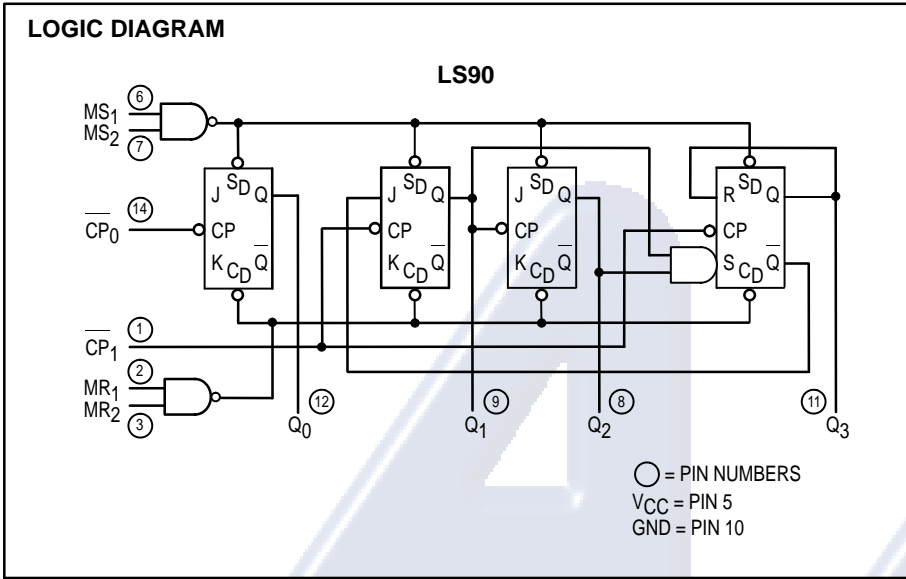 LOGIC DIAGRAM
LS90
6
MS1
MS2
7
J SD Q
J SD Q
J SD Q
R SD Q
14
C̅P̅0
CP
CP
CP
CP
K CD Q̅
K CD Q̅
K CD Q̅
S CD Q̅
1
C̅P̅1
2
MR1
MR2
3
12
9
8
11
Q0
Q1
Q2
Q3
= PIN NUMBERS
VCC = PIN 5
GND = PIN 10